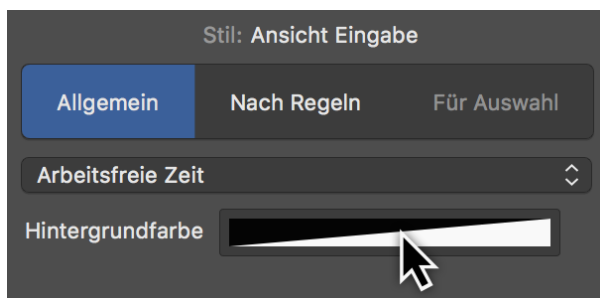 Stil: Ansicht Eingabe
Allgemein Nach Regeln Für Auswahl
Arbeitsfreie Zeit
Hintergrundfarbe